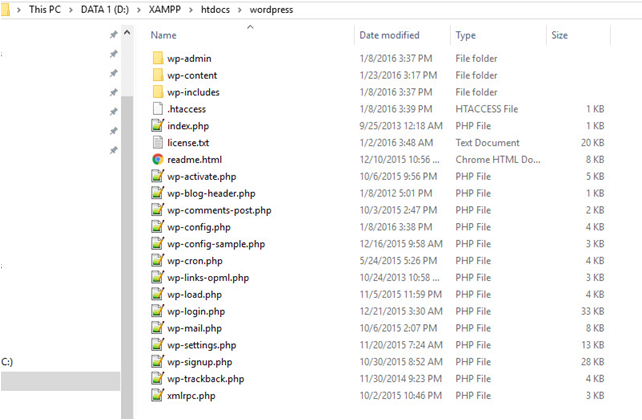 This PC > DATA 1 (D:) > XAMPP > htdocs > wordpress
Name Date modified Type Size
wp-admin 1/8/2016 3:37 PM File folder
wp-content 1/23/2016 3:17 PM File folder
wp-includes 1/8/2016 3:37 PM File folder
.htaccess 1/8/2016 3:39 PM HTACCESS File 1 KB
index.php 9/25/2013 12:18 AM PHP File 1 KB
license.txt 1/2/2016 3:48 AM Text Document 20 KB
readme.html 12/10/2015 10:56 ... Chrome HTML Do... 8 KB
wp-activate.php 10/6/2015 9:56 PM PHP File 5 KB
wp-blog-header.php 1/8/2012 5:01 PM PHP File 1 KB
wp-comments-post.php 10/3/2015 2:47 PM PHP File 2 KB
wp-config.php 1/8/2016 3:38 PM PHP File 4 KB
wp-config-sample.php 12/16/2015 9:58 AM PHP File 3 KB
wp-cron.php 5/24/2015 5:26 PM PHP File 4 KB
wp-links-opml.php 10/24/2013 10:58 ... PHP File 3 KB
wp-load.php 11/5/2015 11:59 PM PHP File 4 KB
wp-login.php 12/21/2015 3:30 AM PHP File 33 KB
wp-mail.php 10/6/2015 2:07 PM PHP File 8 KB
wp-settings.php 11/20/2015 7:24 AM PHP File 13 KB
C:) wp-signup.php 10/30/2015 8:52 AM PHP File 28 KB
wp-trackback.php 11/30/2014 9:23 PM PHP File 4 KB
xmlrpc.php 10/2/2015 10:46 PM PHP File 3 KB